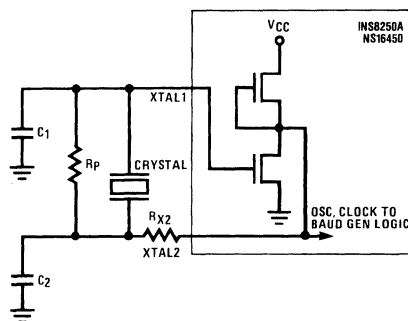 VCC
INS8250A
NS16450
XTAL1
C1
RP
CRYSTAL
RX2
OSC, CLOCK TO
BAUD GEN LOGIC
XTAL2
C2